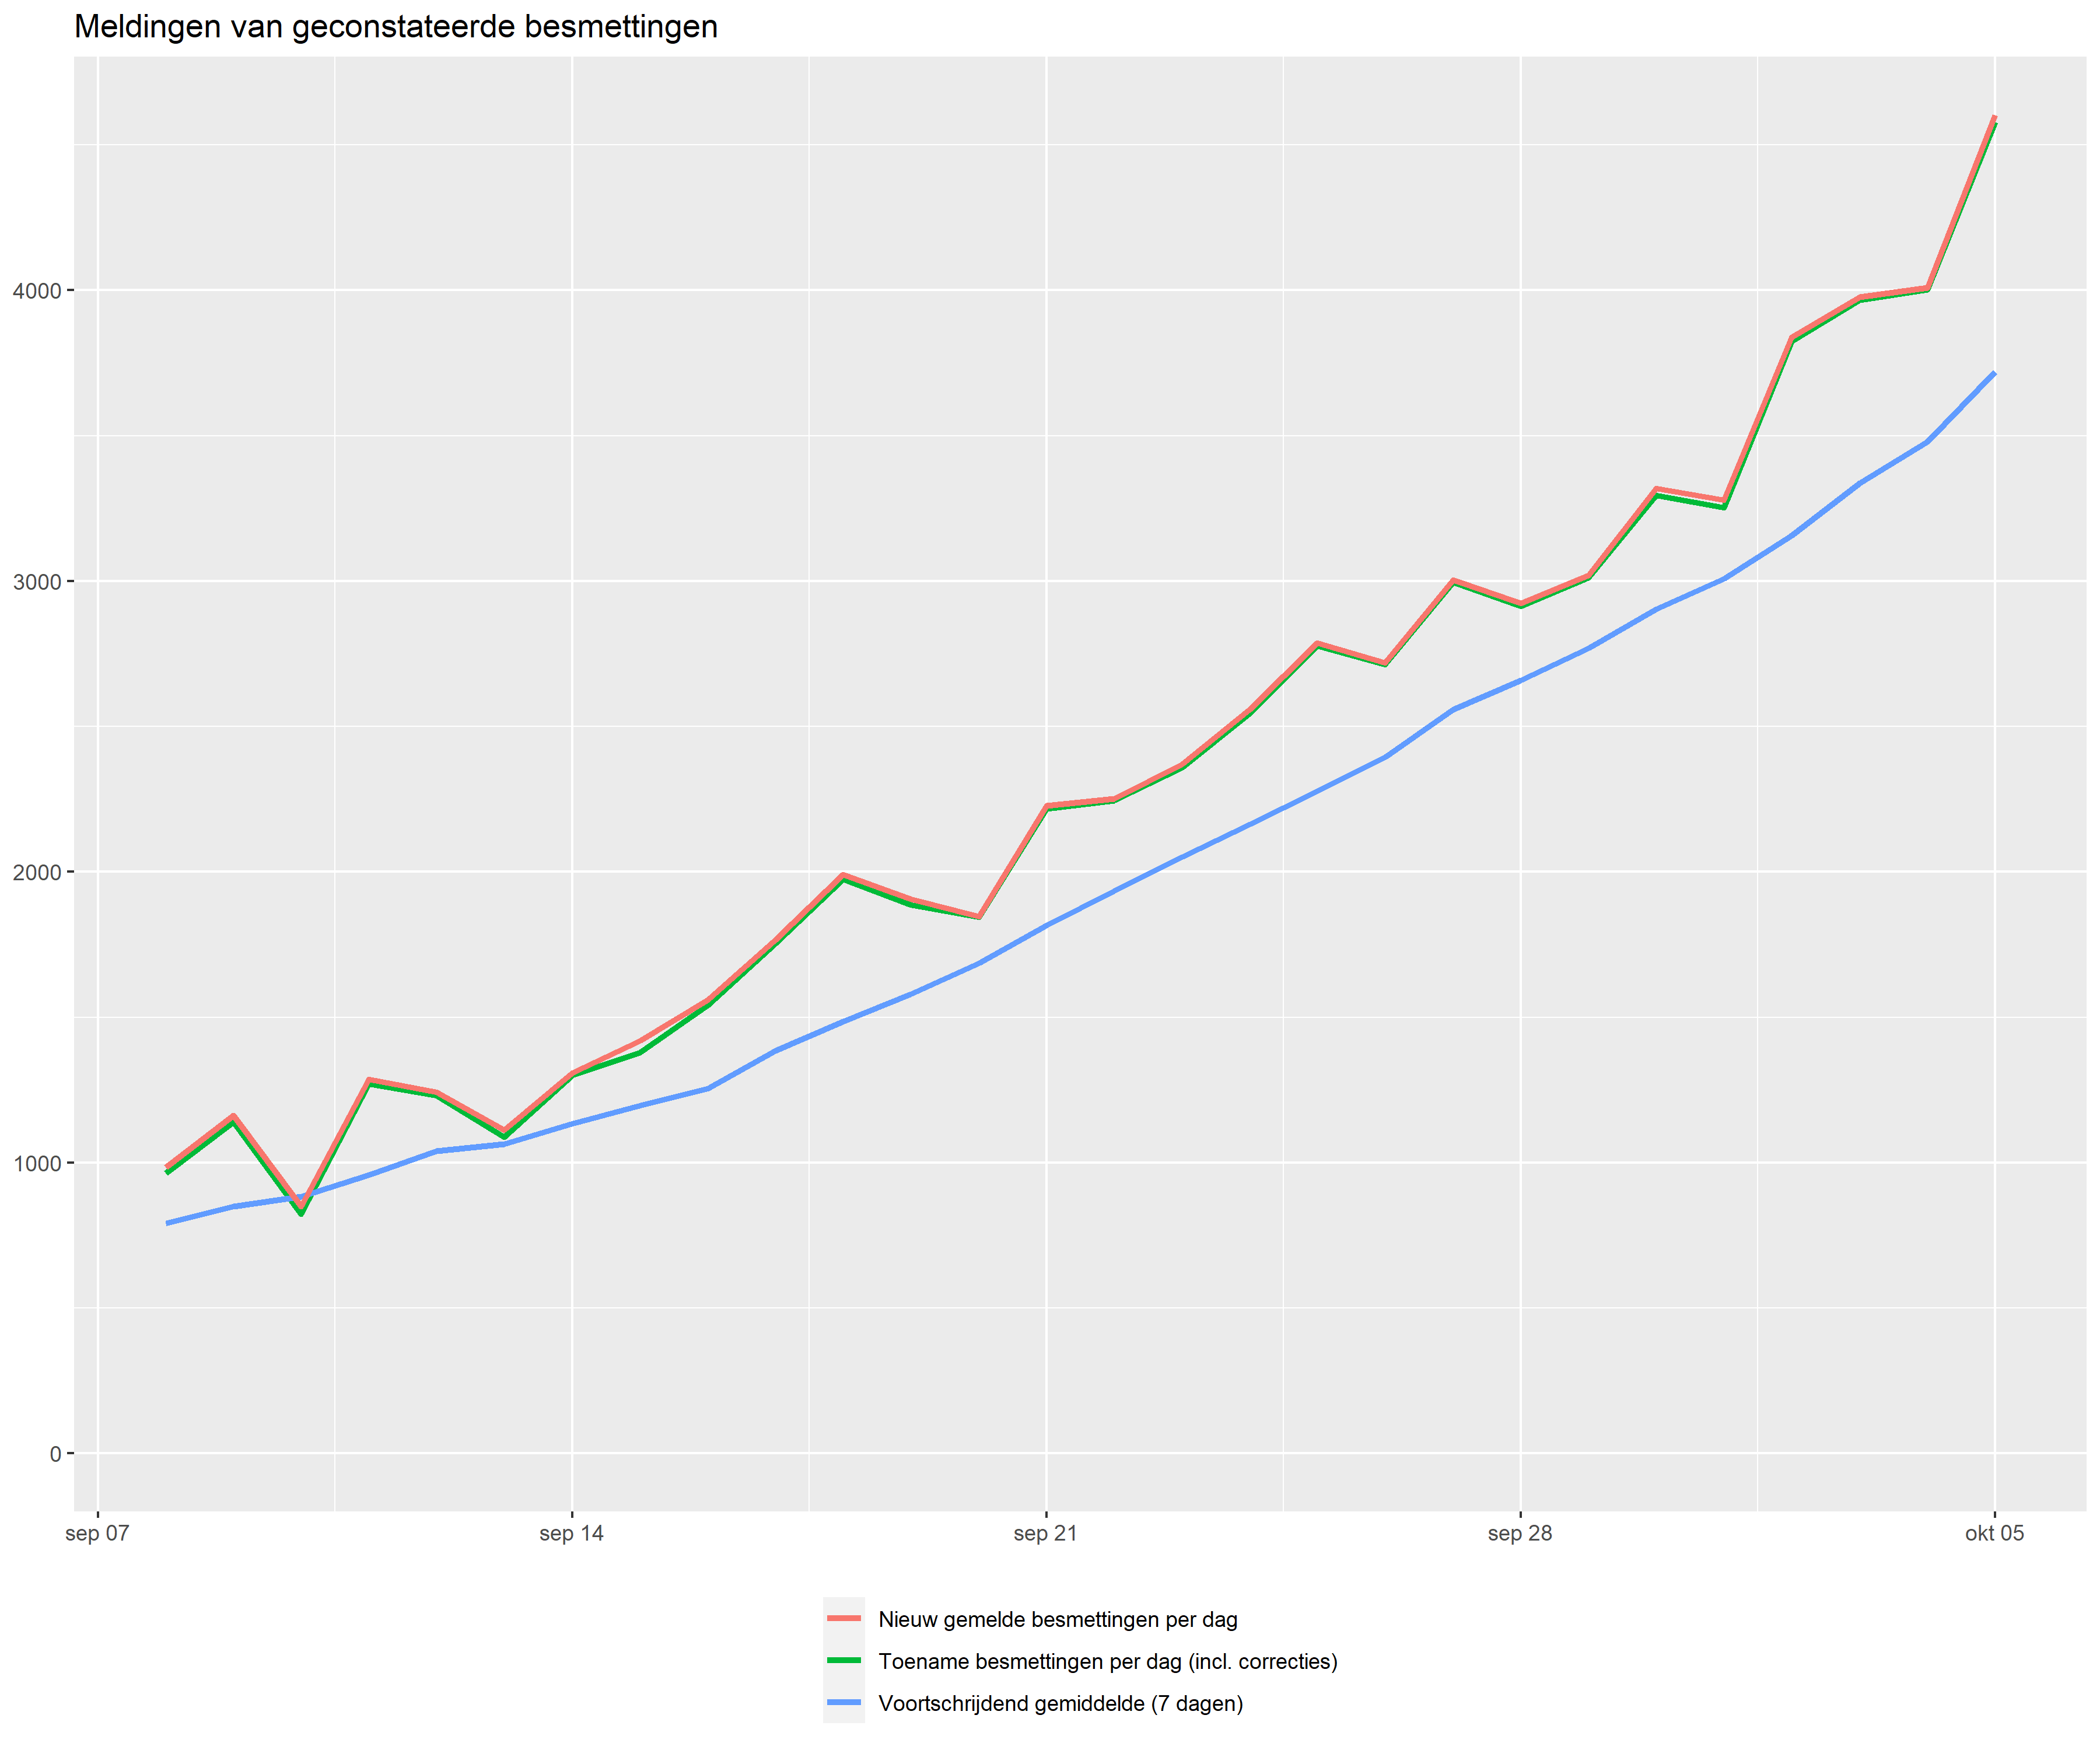 Meldingen van geconstateerde besmettingen
4000
3000
2000
1000
0
sep 07 sep 14 sep 21 sep 28 okt 05
Nieuw gemelde besmettingen per dag
Toename besmettingen per dag (incl. correcties)
Voortschrijdend gemiddelde (7 dagen)